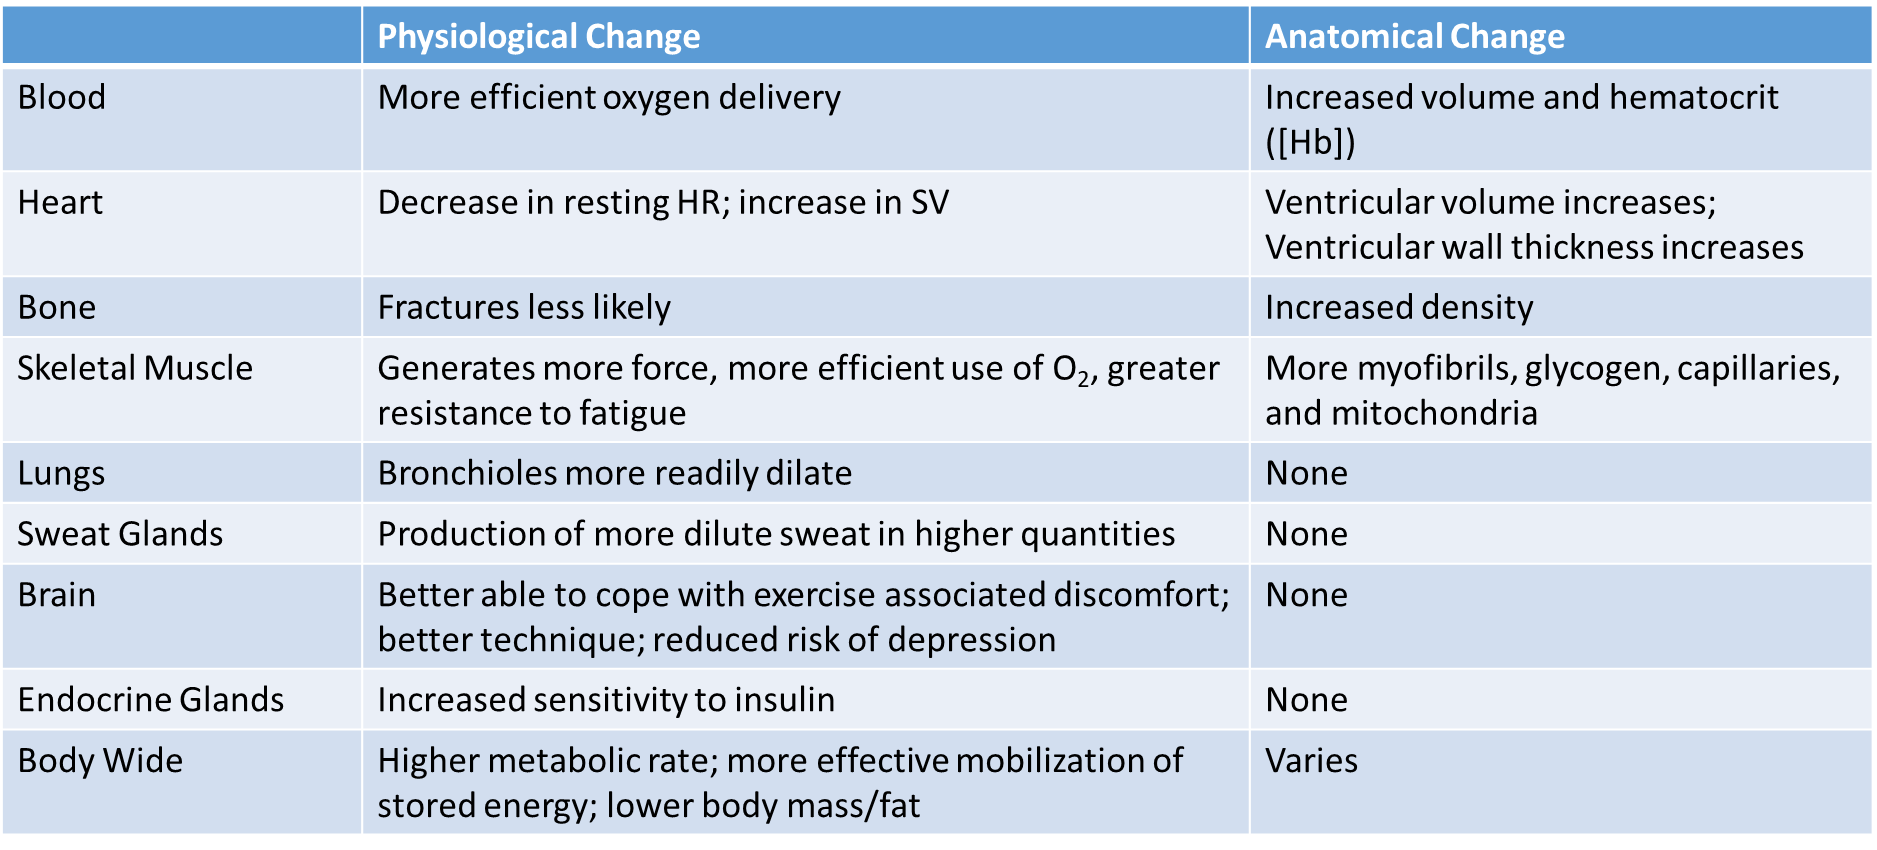 Physiological Change
Anatomical Change
Blood
More efficient oxygen delivery
Increased volume and hematocrit
([Hb])
Heart
Decrease in resting HR; increase in SV
Ventricular volume increases;
Ventricular wall thickness increases
Bone
Fractures less likely
Increased density
Skeletal Muscle
Generates more force, more efficient use of O₂, greater
resistance to fatigue
More myofibrils, glycogen, capillaries,
and mitochondria
Lungs
Bronchioles more readily dilate
None
Sweat Glands
Production of more dilute sweat in higher quantities
None
Brain
Better able to cope with exercise associated discomfort;
better technique; reduced risk of depression
None
Endocrine Glands
Increased sensitivity to insulin
None
Body Wide
Higher metabolic rate; more effective mobilization of
stored energy; lower body mass/fat
Varies